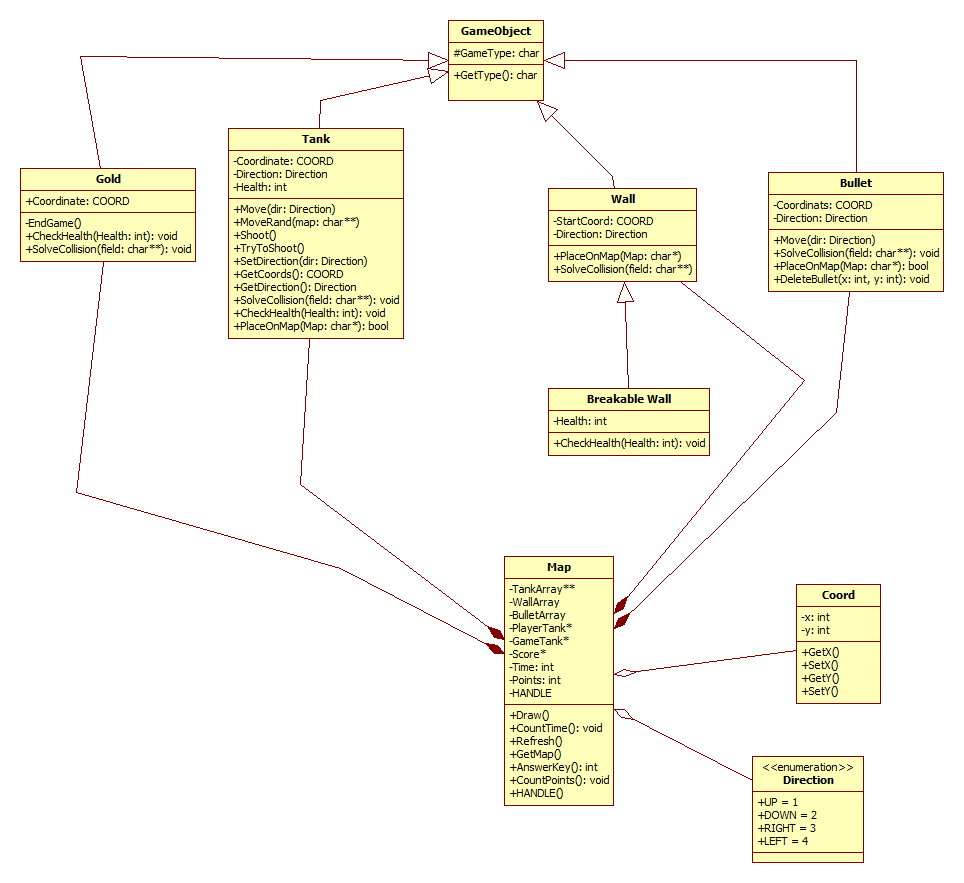 GameObject
#GameType: char
+GetType(): char
Tank
-Coordinate: COORD
-Direction: Direction
-Health: int
+Move(dir: Direction)
+MoveRand(map: char**)
+Shoot()
+TryToShoot()
+SetDirection(dir: Direction)
+GetCoords(): COORD
+GetDirection(): Direction
+SolveCollision(field: char**): void
+CheckHealth(Health: int): void
+PlaceOnMap(Map: char*): bool
Gold
+Coordinate: COORD
-EndGame()
+CheckHealth(Health: int): void
+SolveCollision(field: char**): void
Wall
-StartCoord: COORD
-Direction: Direction
+PlaceOnMap(Map: char*)
+SolveCollision(field: char**)
Bullet
-Coordinats: COORD
-Direction: Direction
+Move(dir: Direction)
+SolveCollision(field: char**): void
+PlaceOnMap(Map: char*): bool
+DeleteBullet(x: int, y: int): void
Breakable Wall
-Health: int
+CheckHealth(Health: int): void
Map
-TankArray**
-WallArray
-BulletArray
-PlayerTank*
-GameTank*
-Score*
-Time: int
-Points: int
-HANDLE
+Draw()
+CountTime(): void
+Refresh()
+GetMap()
+AnswerKey(): int
+CountPoints(): void
+HANDLE()
Coord
-x: int
-y: int
+GetX()
+SetX()
+GetY()
+SetY()
<<enumeration>>
Direction
+UP = 1
+DOWN = 2
+RIGHT = 3
+LEFT = 4